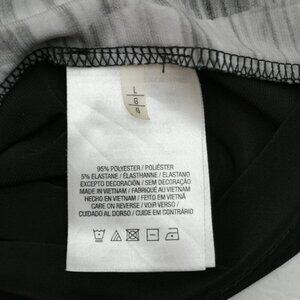 L
G
95% POLYESTER / POLIÉSTER
5% ELASTANE / ÉLASTHANNE / ELASTANO
EXCEPTO DECORACIÓN / SEM DECORAÇÃO
MADE IN VIETNAM / FABRIQUÉ AU VIETNAM
HECHO EN VIETNAM / FEITO EM VIETNÃ
CARE ON REVERSE / VOIR VERSO /
CUIDADO AL DORSO / CUIDE EM CONTRÁRIO